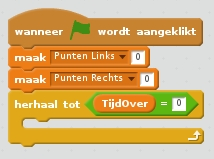 wanneer wordt aangeklikt
maak Punten Links 0
maak Punten Rechts 0
herhaal tot TijdOver = 0